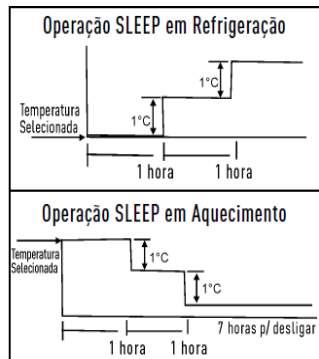 Operação SLEEP em Refrigeração
1°C
1°C
Temperatura
Selecionada
1 hora
1 hora
Operação SLEEP em Aquecimento
Temperatura
Selecionada
1°C
1°C
7 horas p/ desligar
1 hora
1 hora